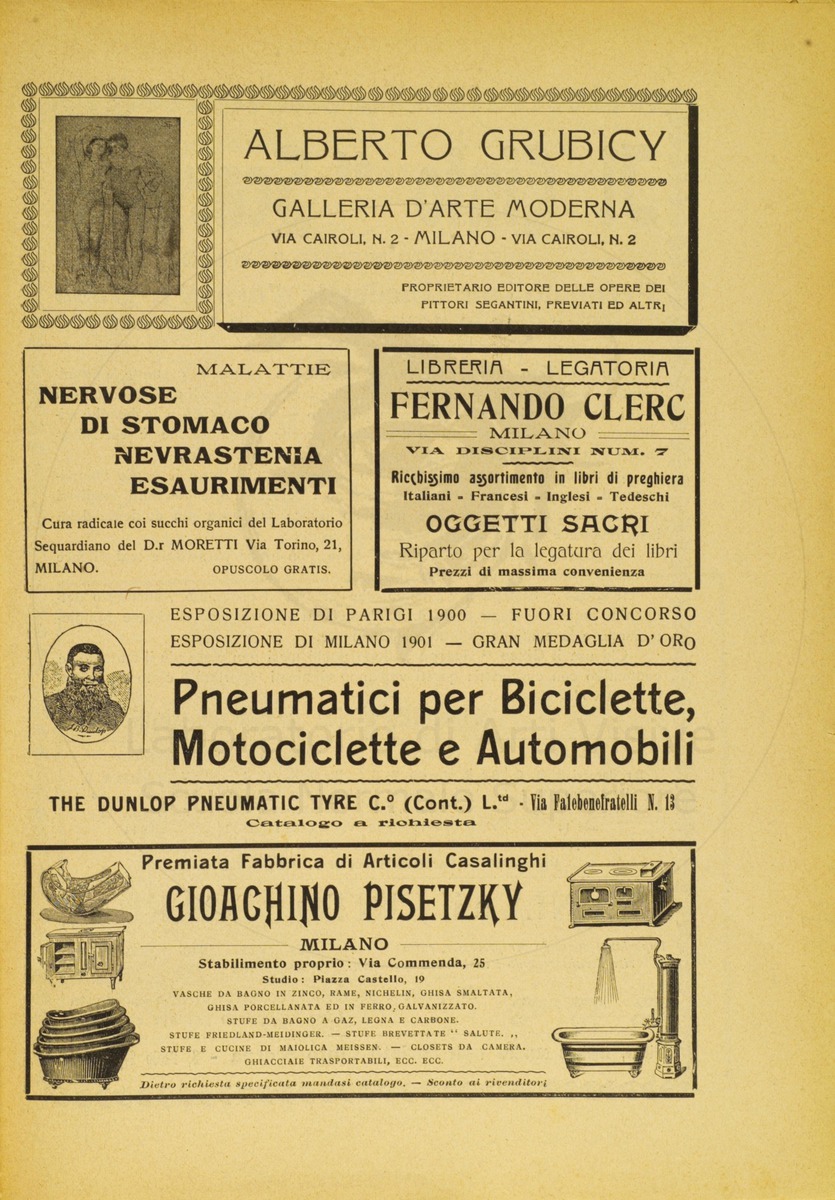 ALBERTO GRUBICY
GALLERIA D'ARTE MODERNA
VIA CAIROLI, N. 2 - MILANO - VIA CAIROLI, N. 2
PROPRIETARIO EDITORE DELLE OPERE DEI
PITTORI SEGANTINI, PREVIATI ED ALTRI
MALATTIE
NERVOSE
DI STOMACO
NEVRASTENIA
ESAURIMENTI
Cura radicale coi succhi organici del Laboratorio
Sequardiano del D.r MORETTI Via Torino, 21,
MILANO. OPUSCOLO GRATIS.
LIBRERIA - LEGATORIA
FERNANDO CLERC
MILANO
VIA DISCIPLINI NUM. 7
Ricchissimo assortimento in libri di preghiera
Italiani - Francesi - Inglesi - Tedeschi
OGGETTI SACRI
Riparto per la legatura dei libri
Prezzi di massima convenienza
ESPOSIZIONE DI PARIGI 1900 — FUORI CONCORSO
ESPOSIZIONE DI MILANO 1901 — GRAN MEDAGLIA D'ORO
J. B. Dunlop
Pneumatici per Biciclette,
Motociclette e Automobili
THE DUNLOP PNEUMATIC TYRE C.º (Cont.) L.td - Via Fatebenefratelli N. 13
Catalogo a richiesta
Premiata Fabbrica di Articoli Casalinghi
GIOACHINO PISETZKY
MILANO
Stabilimento proprio: Via Commenda, 25
Studio: Piazza Castello, 19
VASCHE DA BAGNO IN ZINCO, RAME, NICHELIN, GHISA SMALTATA,
GHISA PORCELLANATA ED IN FERRO GALVANIZZATO.
STUFE DA BAGNO A GAZ, LEGNA E CARBONE.
STUFE FRIEDLAND-MEIDINGER. — STUFE BREVETTATE “ SALUTE. ,,
STUFE E CUCINE DI MAIOLICA MEISSEN. — CLOSETS DA CAMERA.
GHIACCIAIE TRASPORTABILI, ECC. ECC.
Dietro richiesta specificata mandasi catalogo. — Sconto ai rivenditori